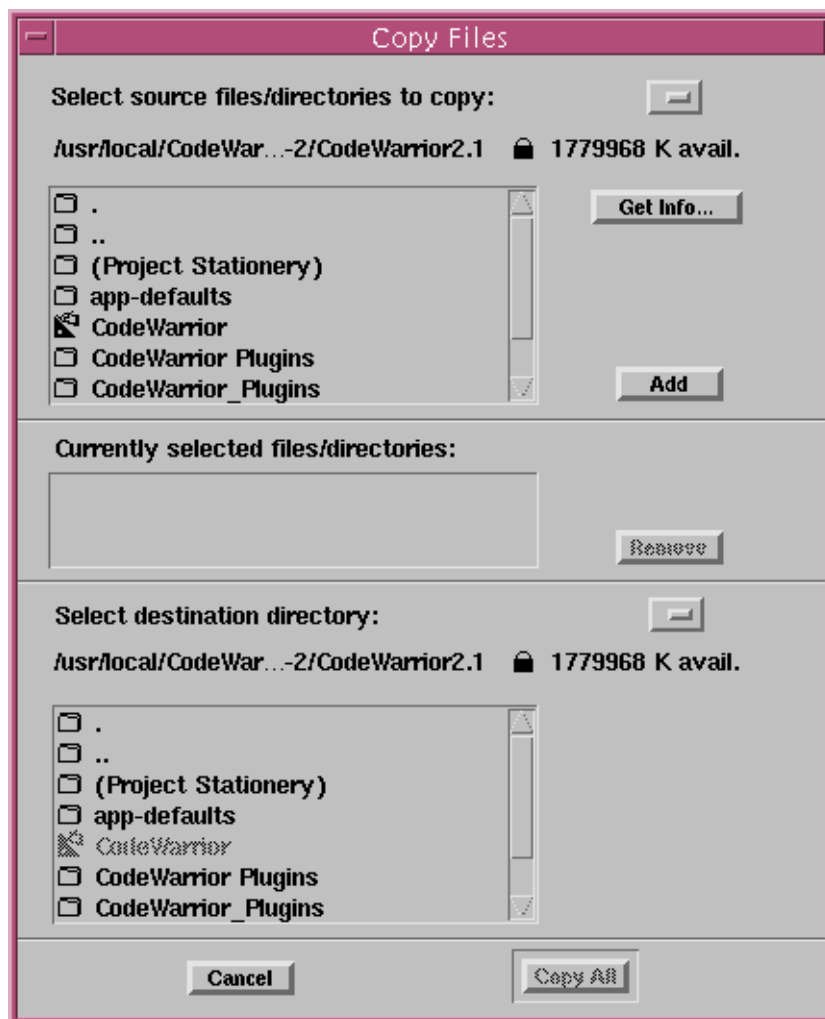 Copy Files
Select source files/directories to copy:
/usr/local/CodeWar...-2/CodeWarrior2.1 1779968 K avail.
.
Get Info...
..
(Project Stationery)
app-defaults
CodeWarrior
CodeWarrior Plugins
CodeWarrior_Plugins
Add
Currently selected files/directories:
Remove
Select destination directory:
/usr/local/CodeWar...-2/CodeWarrior2.1 1779968 K avail.
.
..
(Project Stationery)
app-defaults
CodeWarrior
CodeWarrior Plugins
CodeWarrior_Plugins
Cancel
Copy All